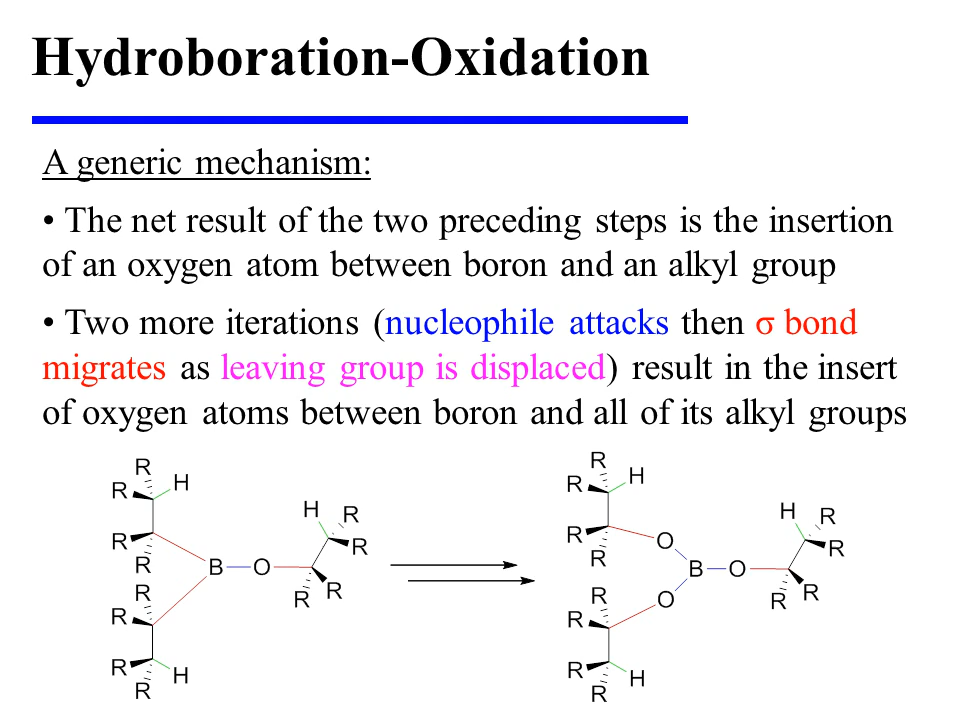 Hydroboration-Oxidation
A generic mechanism:
• The net result of the two preceding steps is the insertion
of an oxygen atom between boron and an alkyl group
• Two more iterations (nucleophile attacks then σ bond
migrates as leaving group is displaced) result in the insert
of oxygen atoms between boron and all of its alkyl groups
R
R H
R
R
R
R
R
R H
B O
H R
R
R R
R
R H
R
R
R
R
R
R H
O
B O
O
H R
R
R R